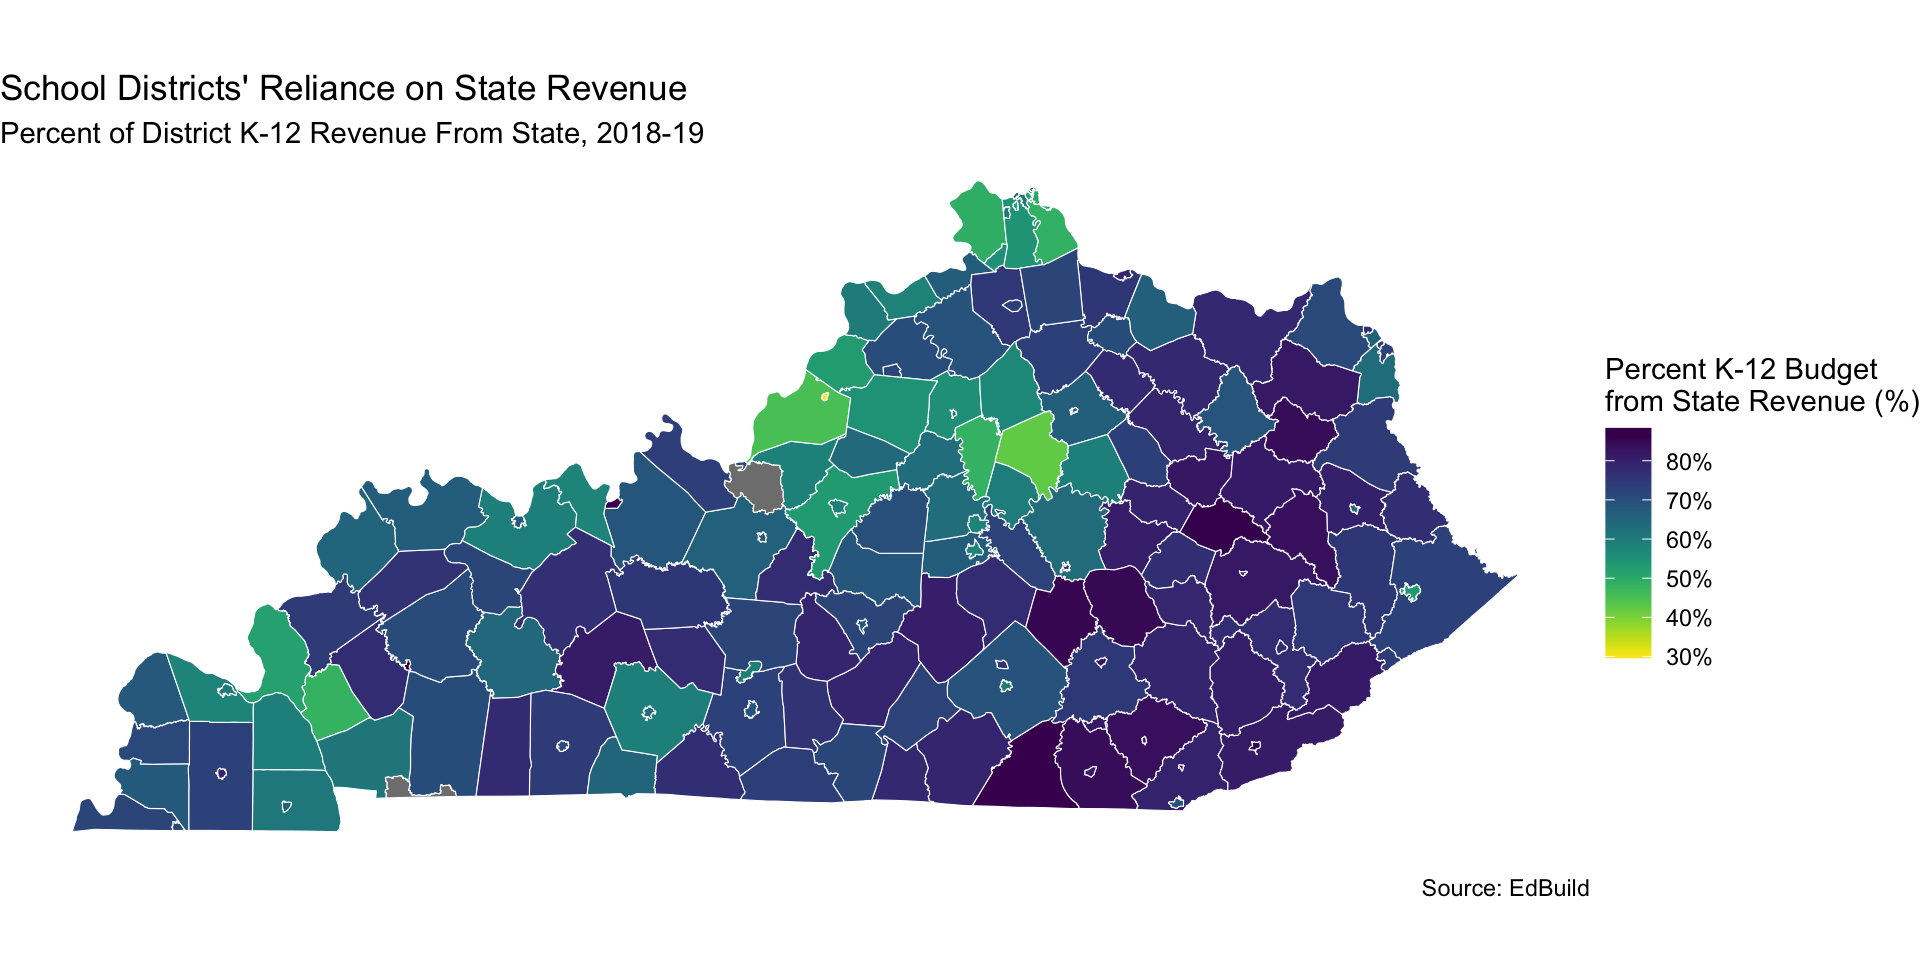 School Districts' Reliance on State Revenue
Percent of District K-12 Revenue From State, 2018-19
Percent K-12 Budget
from State Revenue (%)
80%
70%
60%
50%
40%
30%
Source: EdBuild